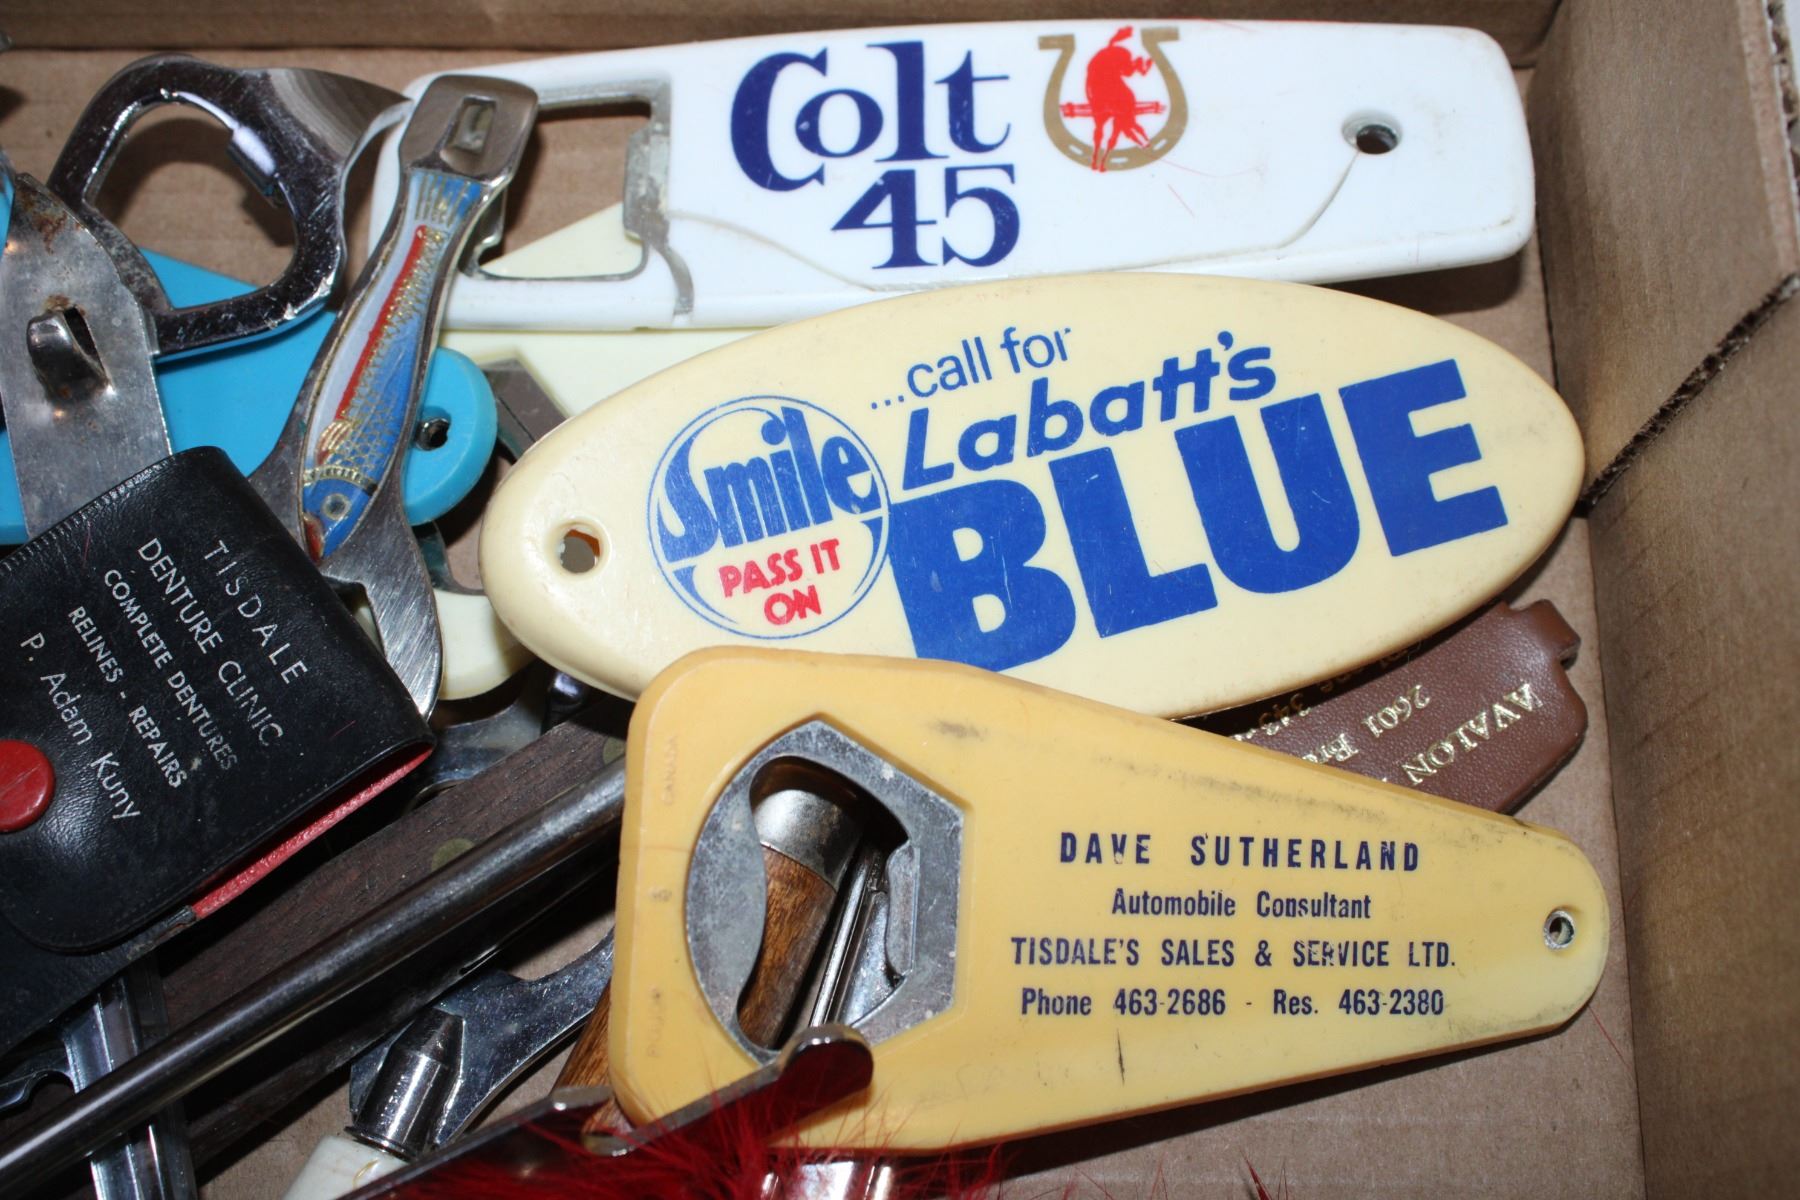 Colt
45
...call for
Labatt's
BLUE
Smile
PASS IT
ON
TISDALE
DENTURE CLINIC
COMPLETE DENTURES
RELINES - REPAIRS
P. Adam Kuny
AVALON
2601
343
CANADA
DAVE SUTHERLAND
Automobile Consultant
TISDALE'S SALES & SERVICE LTD.
Phone 463-2686 - Res. 463-2380